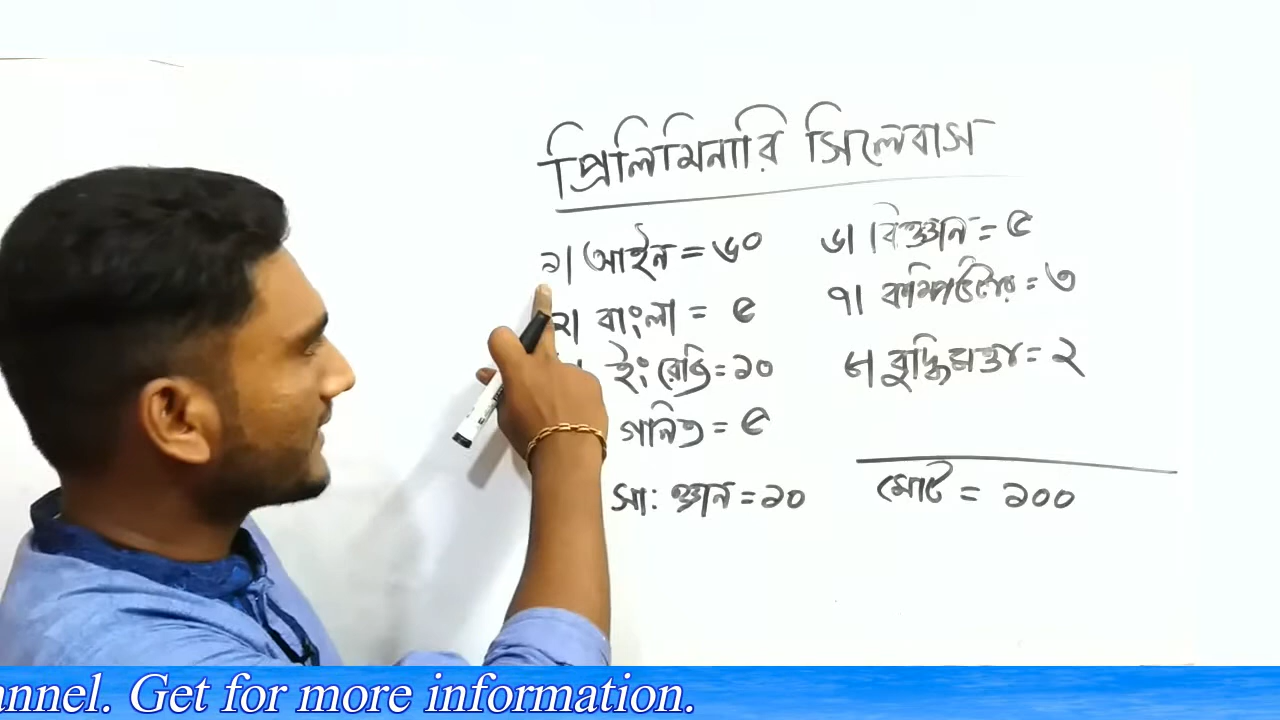 প্রিলিমিনারি সিলেবাস
১। আইন = ৬০
২। বাংলা = ৫
। ইংরেজি = ১০
গনিত = ৫
সা: জ্ঞান = ১০
৬। বিজ্ঞান = ৫
৭। কম্পিউটার = ৩
৮। বুদ্ধিমত্তা = ২
মোট = ১০০
annel. Get for more information.